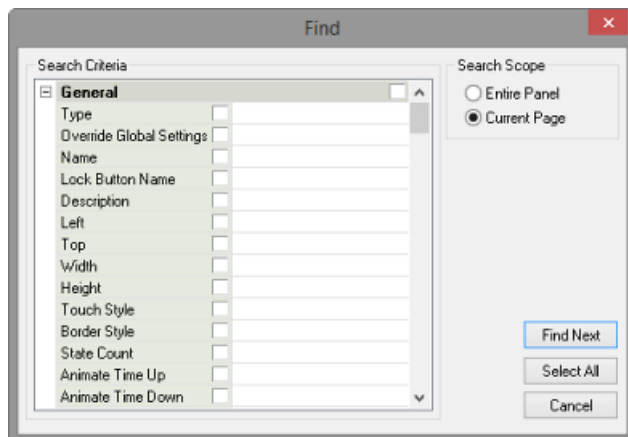 Find
Search Criteria
General
Type
Override Global Settings
Name
Lock Button Name
Description
Left
Top
Width
Height
Touch Style
Border Style
State Count
Animate Time Up
Animate Time Down
Search Scope
Entire Panel
Current Page
Find Next
Select All
Cancel